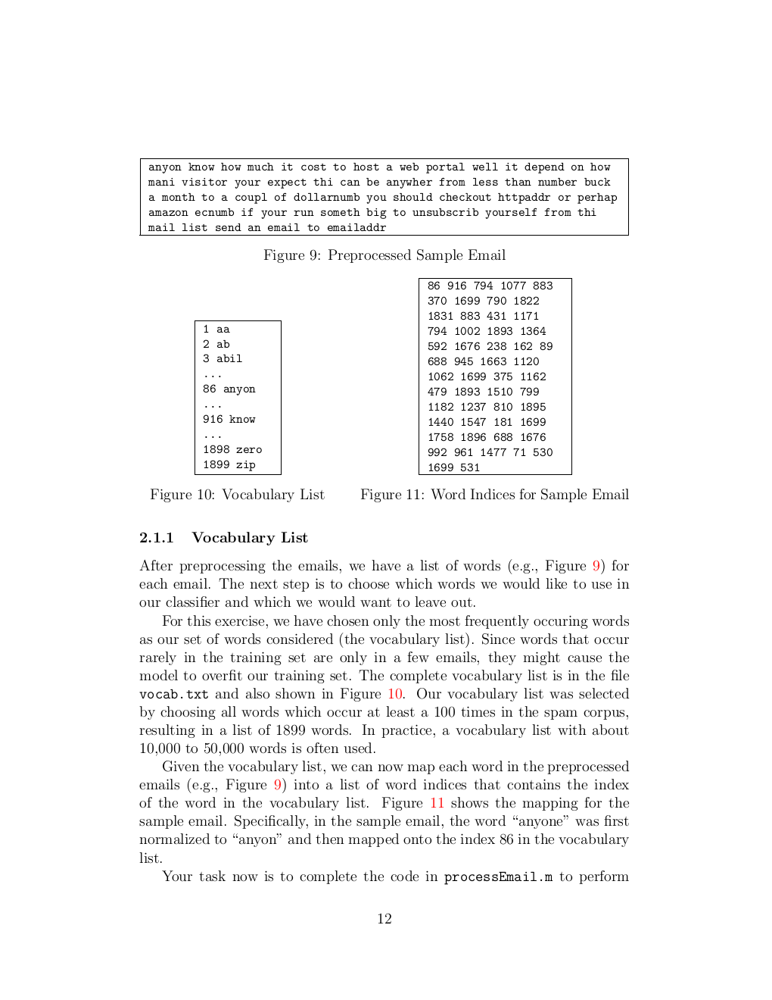 anyon know how much it cost to host a web portal well it depend on how
mani visitor your expect thi can be anywher from less than number buck
a month to a coupl of dollarnumb you should checkout httpaddr or perhap
amazon ecnumb if your run someth big to unsubscrib yourself from thi
mail list send an email to emailaddr
Figure 9: Preprocessed Sample Email
1 aa
2 ab
3 abil
...
86 anyon
...
916 know
...
1898 zero
1899 zip
Figure 10: Vocabulary List
86 916 794 1077 883
370 1699 790 1822
1831 883 431 1171
794 1002 1893 1364
592 1676 238 162 89
688 945 1663 1120
1062 1699 375 1162
479 1893 1510 799
1182 1237 810 1895
1440 1547 181 1699
1758 1896 688 1676
992 961 1477 71 530
1699 531
Figure 11: Word Indices for Sample Email
2.1.1 Vocabulary List
After preprocessing the emails, we have a list of words (e.g., Figure 9) for
each email. The next step is to choose which words we would like to use in
our classifier and which we would want to leave out.
For this exercise, we have chosen only the most frequently occuring words
as our set of words considered (the vocabulary list). Since words that occur
rarely in the training set are only in a few emails, they might cause the
model to overfit our training set. The complete vocabulary list is in the file
vocab.txt and also shown in Figure 10. Our vocabulary list was selected
by choosing all words which occur at least a 100 times in the spam corpus,
resulting in a list of 1899 words. In practice, a vocabulary list with about
10,000 to 50,000 words is often used.
Given the vocabulary list, we can now map each word in the preprocessed
emails (e.g., Figure 9) into a list of word indices that contains the index
of the word in the vocabulary list. Figure 11 shows the mapping for the
sample email. Specifically, in the sample email, the word “anyone” was first
normalized to “anyon” and then mapped onto the index 86 in the vocabulary
list.
Your task now is to complete the code in processEmail.m to perform
12